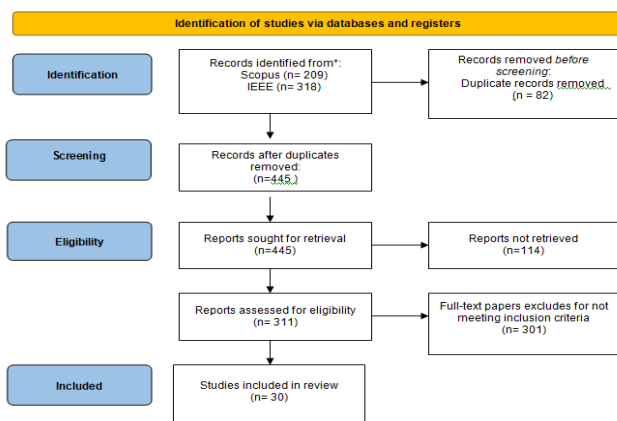 Identification of studies via databases and registers
Identification
Records identified from*:
Scopus (n= 209)
IEEE (n= 318)
Records removed before
screening:
Duplicate records removed
(n = 82)
Screening
Records after duplicates
removed:
(n=445 )
Eligibility
Reports sought for retrieval
(n=445)
Reports not retrieved
(n=114)
Reports assessed for eligibility
(n= 311)
Full-text papers excludes for not
meeting inclusion criteria
(n= 301)
Included
Studies included in review
(n= 30)